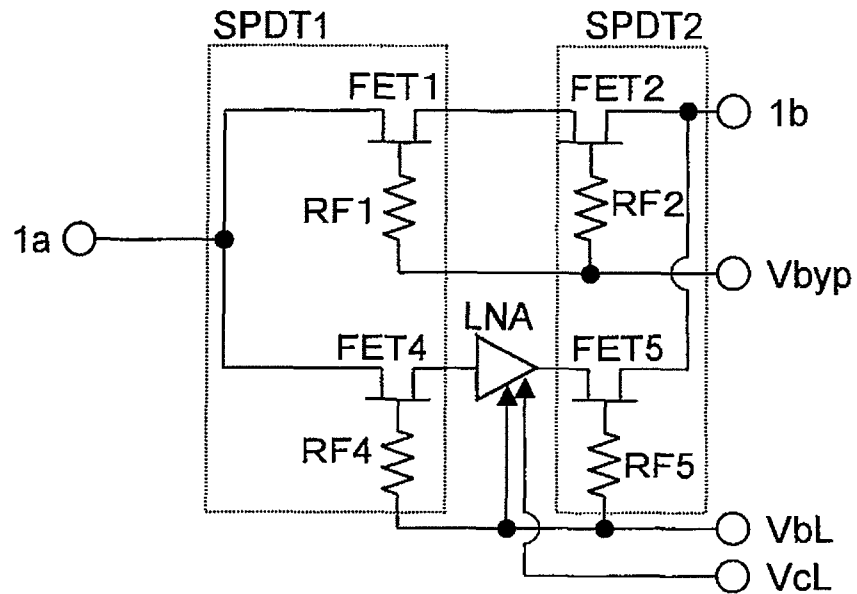 SPDT1
SPDT2
FET1
FET2
1b
RF1
RF2
1a
Vbyp
LNA
FET4
FET5
RF4
RF5
VbL
VcL